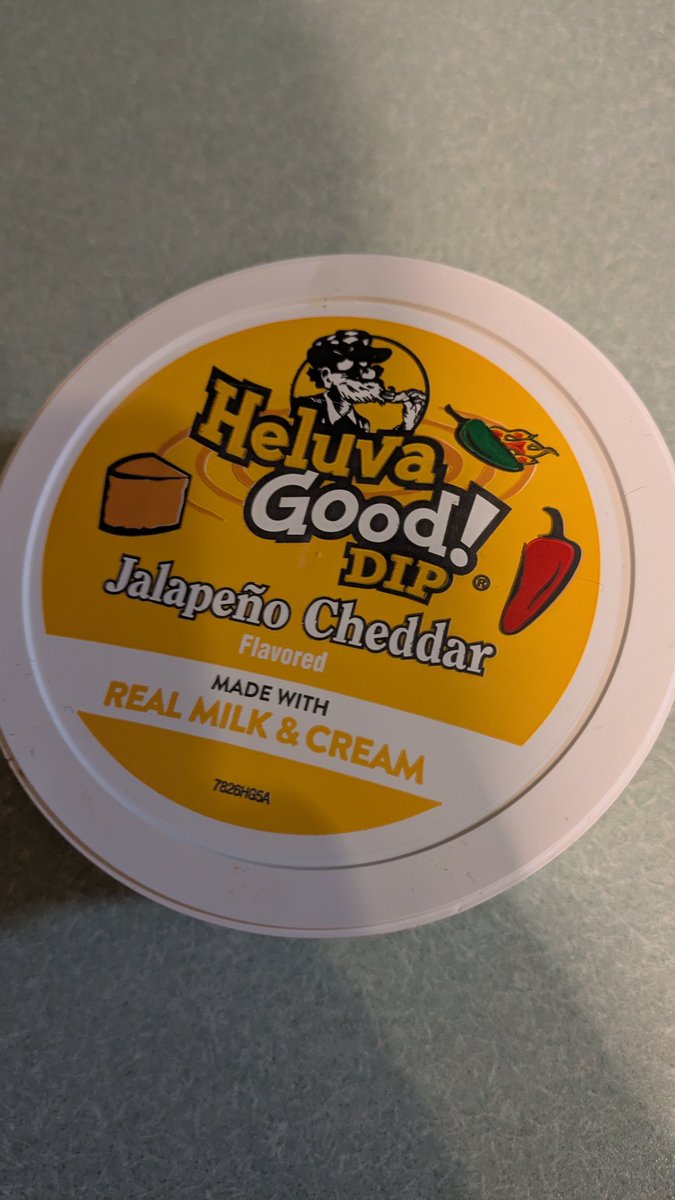 Heluva
Good!
DIP®
Jalapeño Cheddar
Flavored
MADE WITH
REAL MILK & CREAM
7826HG5A